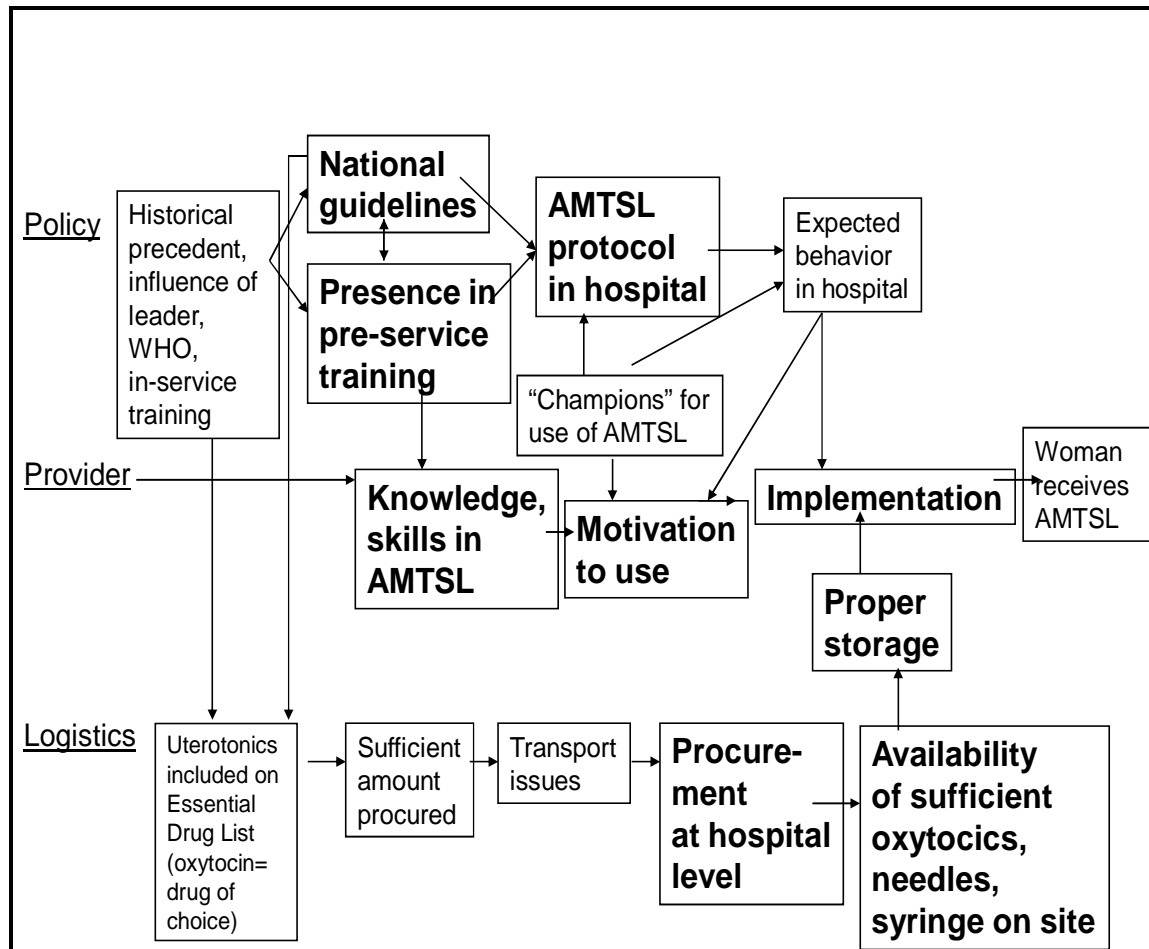 Policy
Historical
precedent,
influence of
leader,
WHO,
in-service
training
National
guidelines
Presence in
pre-service
training
AMTSL
protocol
in hospital
Expected
behavior
in hospital
“Champions” for
use of AMTSL
Provider
Knowledge,
skills in
AMTSL
Motivation
to use
Implementation
Woman
receives
AMTSL
Proper
storage
Logistics
Uterotonics
included on
Essential
Drug List
(oxytocin=
drug of
choice)
Sufficient
amount
procured
Transport
issues
Procure-
ment
at hospital
level
Availability
of sufficient
oxytocics,
needles,
syringe on site